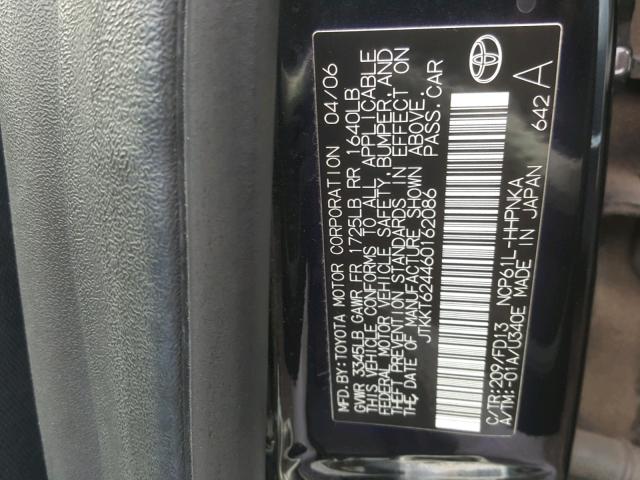 MFD. BY: TOYOTA MOTOR CORPORATION 04/06
GVWR 3345LB GAWR FR 1725LB RR 1640LB
THIS VEHICLE CONFORMS TO ALL APPLICABLE
FEDERAL MOTOR VEHICLE SAFETY, BUMPER, AND
THEFT PREVENTION STANDARDS IN EFFECT ON
THE DATE OF MANUFACTURE SHOWN ABOVE.
JTKKT624460162086 PASS. CAR
C/TR: 209/FD13 NCP61L-HHPNKA
A/TM: -01A/U340E MADE IN JAPAN
642 A